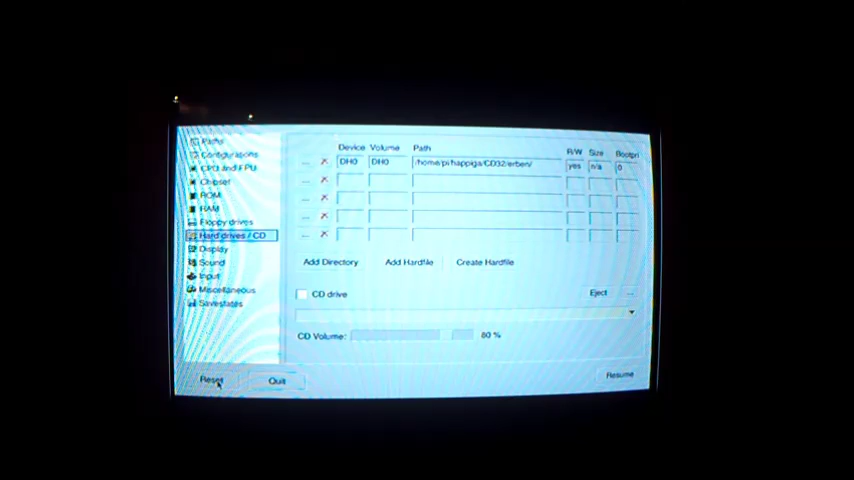 Paths
Configurations
CPU and FPU
Chipset
ROM
RAM
Floppy drives
Hard drives / CD
Display
Sound
Input
Miscellaneous
Savestates
Reset
Quit
Device Volume Path R/W Size Bootpri
... DH0 DH0 /home/pi/happiga/CD32/erben/ yes n/a 0
...
...
...
...
Add Directory Add Hardfile Create Hardfile
CD drive Eject ...
CD Volume: 80 %
Resume